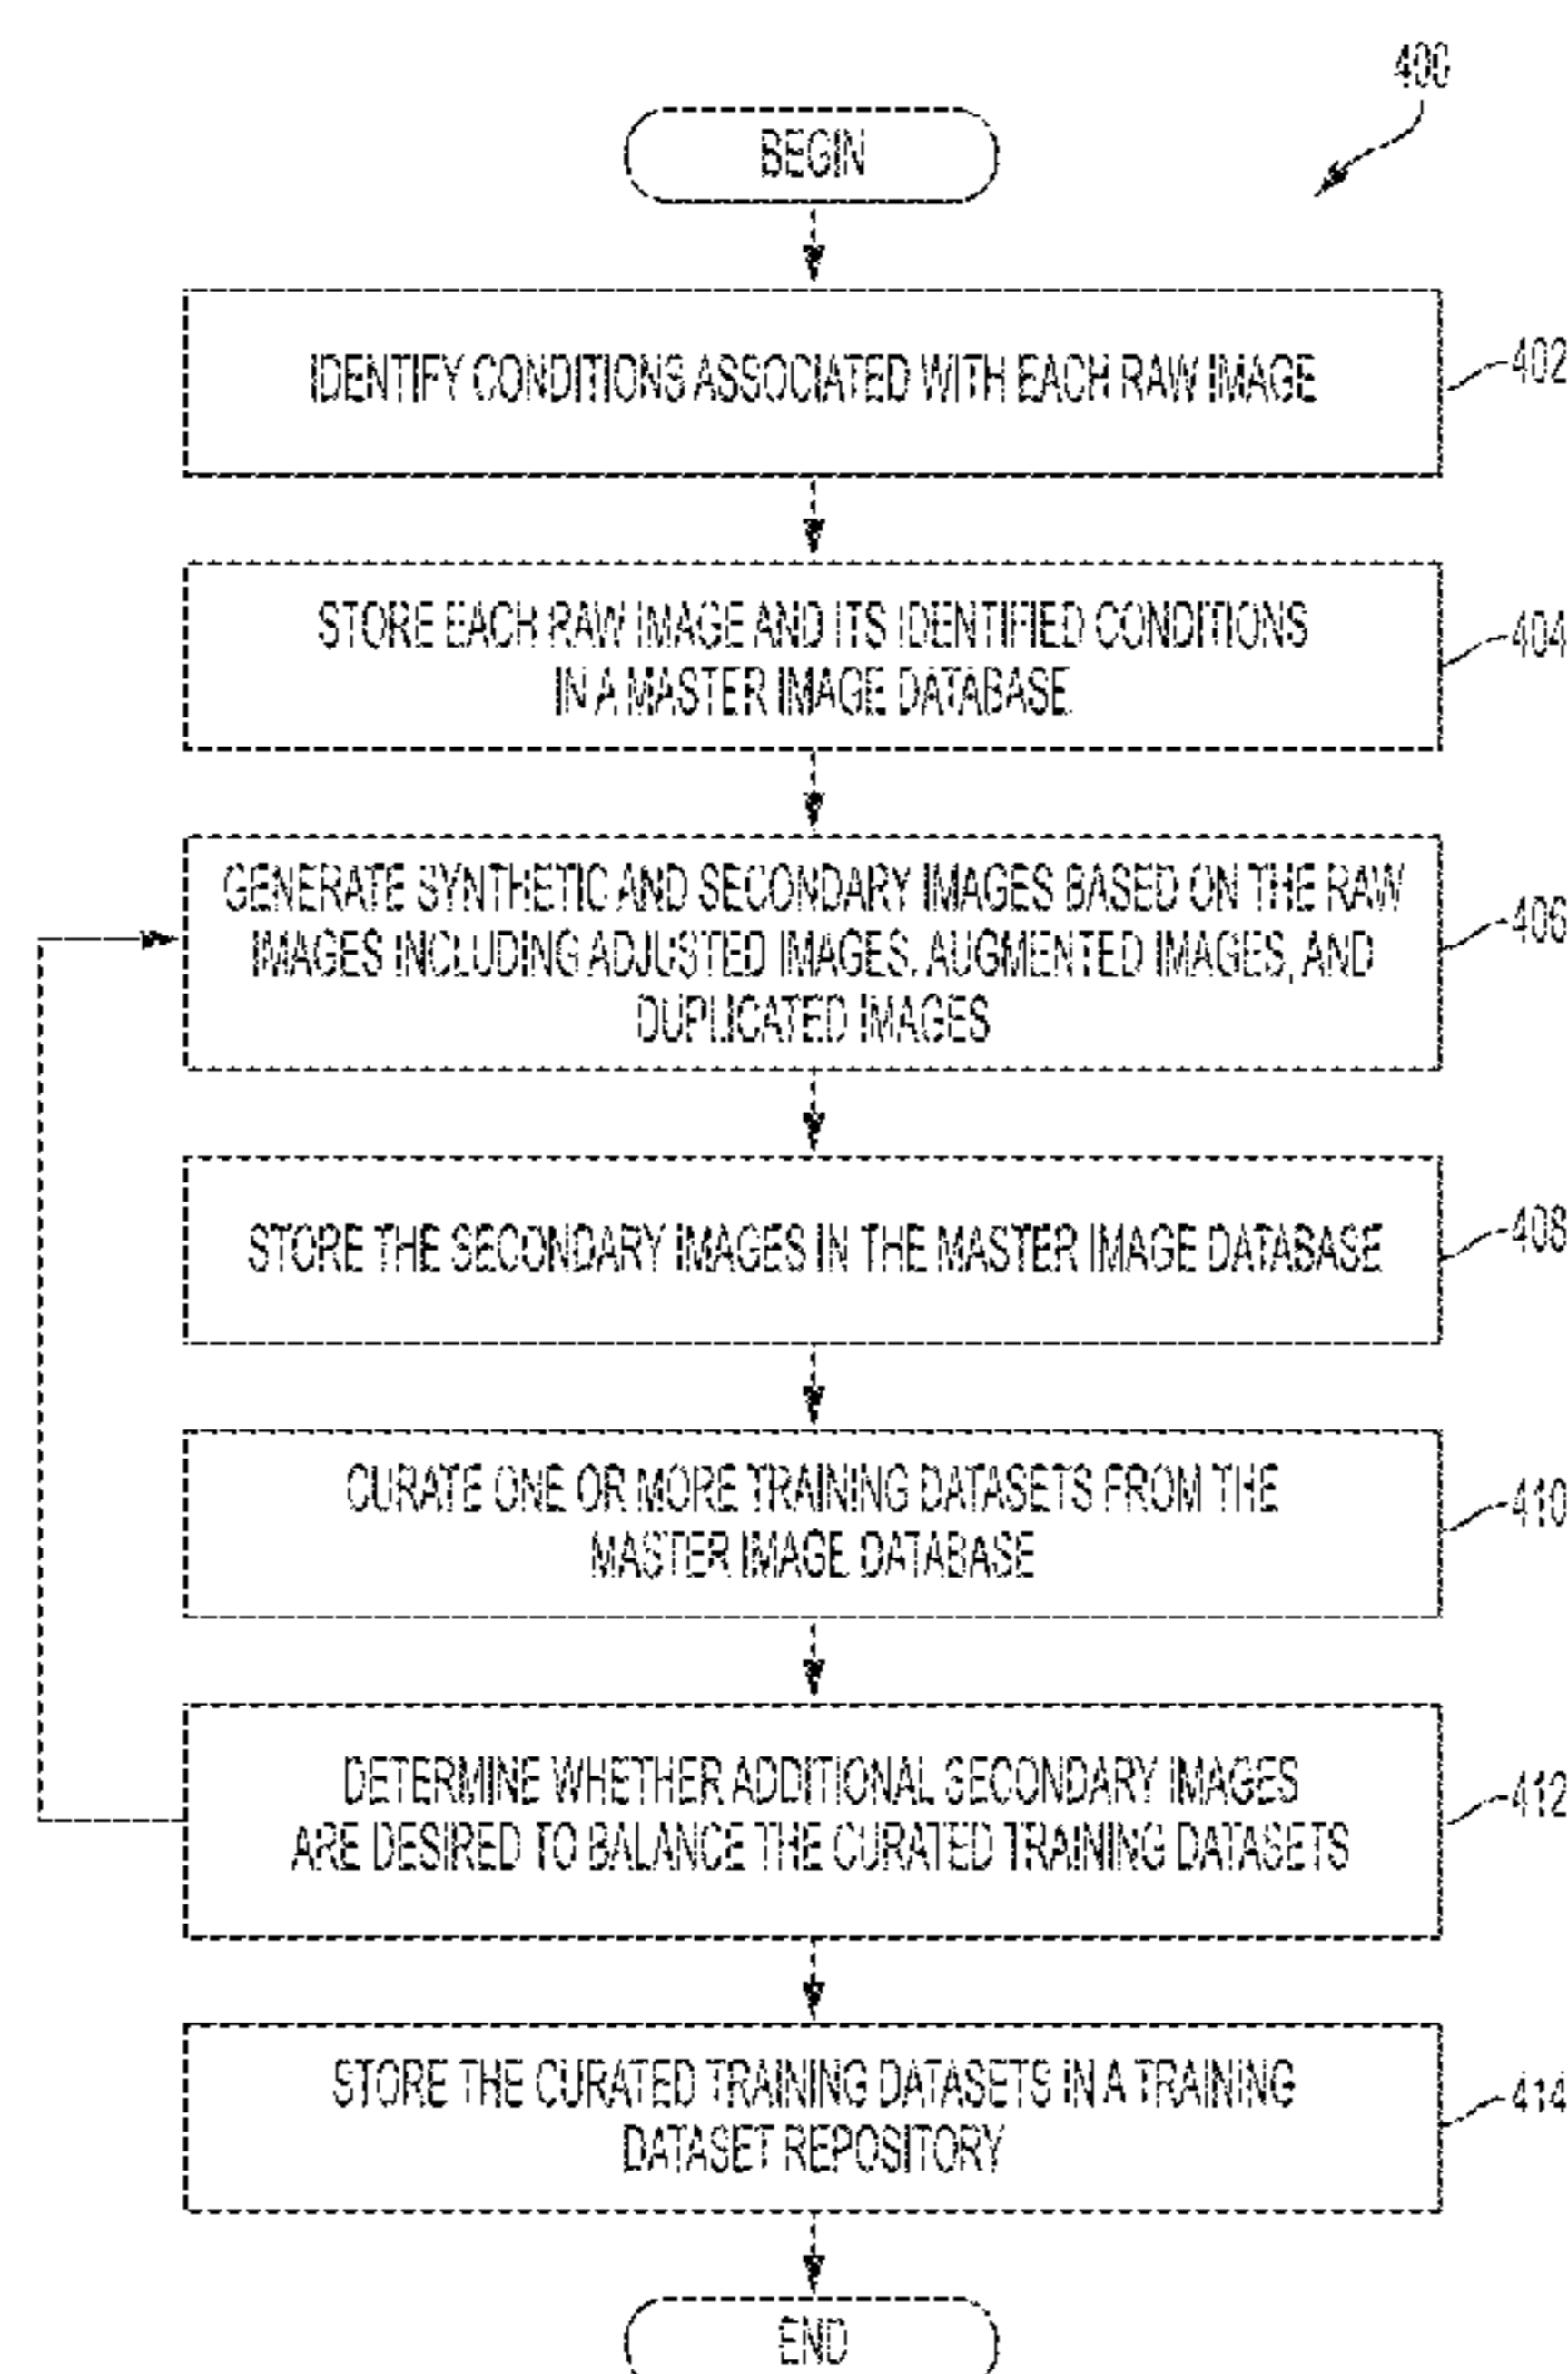 400
BEGIN
IDENTIFY CONDITIONS ASSOCIATED WITH EACH RAW IMAGE
402
STORE EACH RAW IMAGE AND ITS IDENTIFIED CONDITIONS
IN A MASTER IMAGE DATABASE
404
GENERATE SYNTHETIC AND SECONDARY IMAGES BASED ON THE RAW
IMAGES INCLUDING ADJUSTED IMAGES, AUGMENTED IMAGES, AND
DUPLICATED IMAGES
406
STORE THE SECONDARY IMAGES IN THE MASTER IMAGE DATABASE
408
CURATE ONE OR MORE TRAINING DATASETS FROM THE
MASTER IMAGE DATABASE
410
DETERMINE WHETHER ADDITIONAL SECONDARY IMAGES
ARE DESIRED TO BALANCE THE CURATED TRAINING DATASETS
412
STORE THE CURATED TRAINING DATASETS IN A TRAINING
DATASET REPOSITORY
414
END